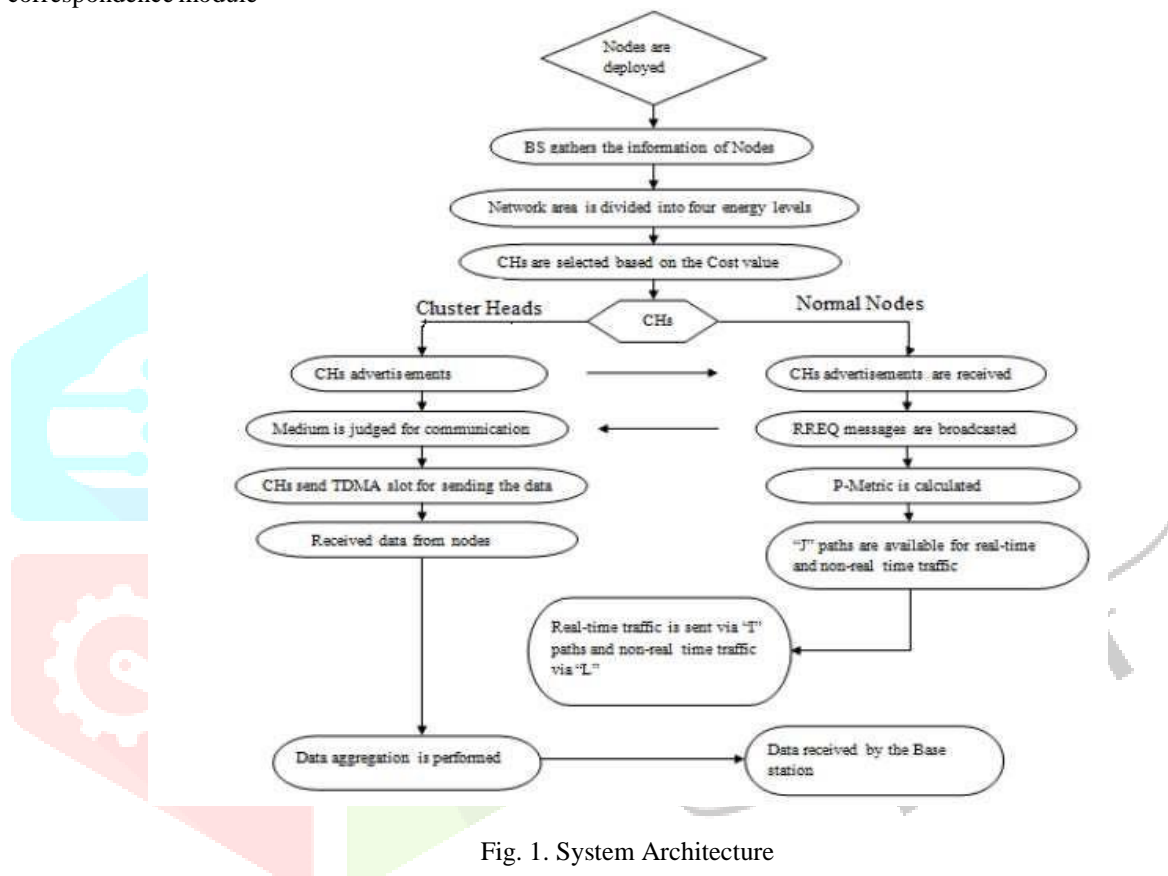 correspondence module
Nodes are
deployed
BS gathers the information of Nodes
Network area is divided into four energy levels
CHs are selected based on the Cost value
Cluster Heads
CHs
Normal Nodes
CHs advertisements
CHs advertisements are received
Medium is judged for communication
RREQ messages are broadcasted
CHs send TDMA slot for sending the data
P-Metric is calculated
Received data from nodes
"J" paths are available for real-time
and non-real time traffic
Real-time traffic is sent via
paths and non-real time traffic
via "L"
Data aggregation is performed
Data received by the Base
station
Fig. 1. System Architecture